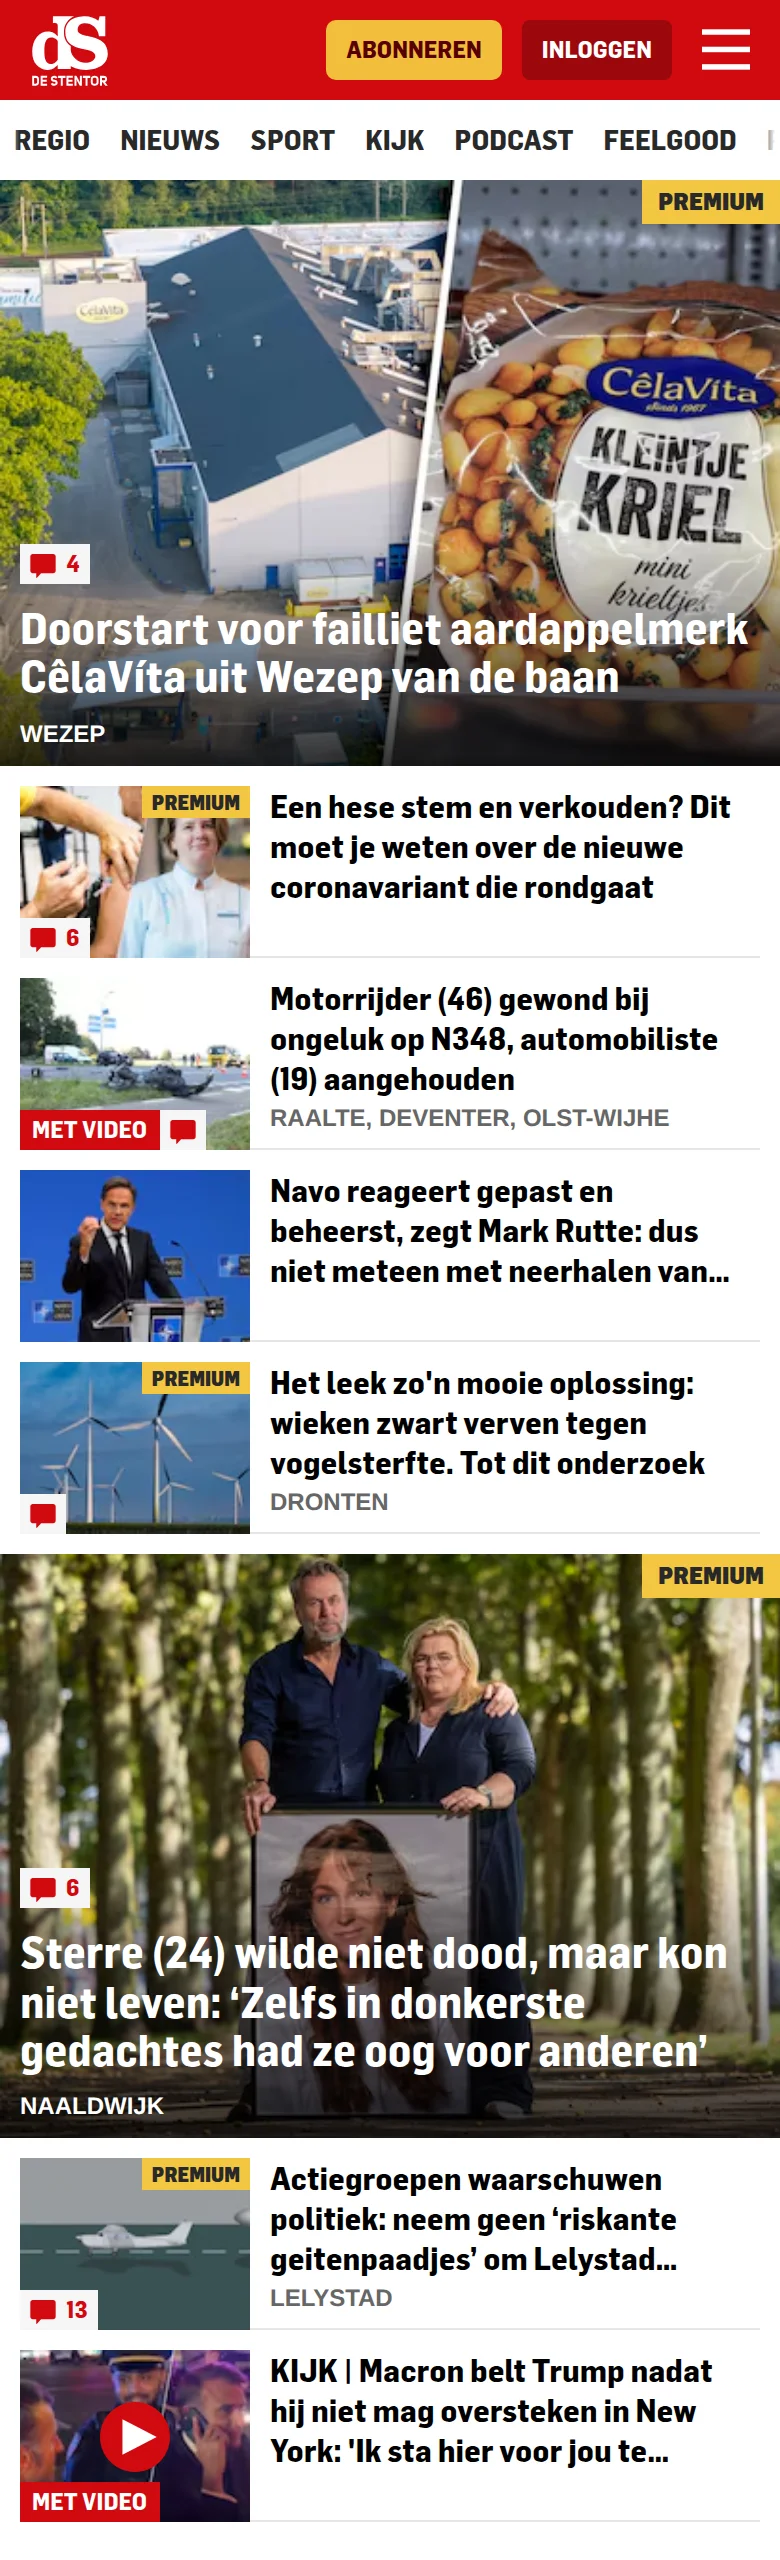 dS
DE STENTOR
ABONNEREN
INLOGGEN
REGIO NIEUWS SPORT KIJK PODCAST FEELGOOD
PREMIUM
CêlaVíta
CêlaVíta
sinds 1967
KLEINTJE
KRIEL
mini
krieltjes
4
Doorstart voor failliet aardappelmerk
CêlaVíta uit Wezep van de baan
WEZEP
PREMIUM
6
Een hese stem en verkouden? Dit
moet je weten over de nieuwe
coronavariant die rondgaat
MET VIDEO
Motorrijder (46) gewond bij
ongeluk op N348, automobiliste
(19) aangehouden
RAALTE, DEVENTER, OLST-WIJHE
Navo reageert gepast en
beheerst, zegt Mark Rutte: dus
niet meteen met neerhalen van...
PREMIUM
Het leek zo'n mooie oplossing:
wieken zwart verven tegen
vogelsterfte. Tot dit onderzoek
DRONTEN
PREMIUM
6
Sterre (24) wilde niet dood, maar kon
niet leven: ‘Zelfs in donkerste
gedachtes had ze oog voor anderen’
NAALDWIJK
PREMIUM
13
Actiegroepen waarschuwen
politiek: neem geen ‘riskante
geitenpaadjes’ om Lelystad...
LELYSTAD
MET VIDEO
KIJK | Macron belt Trump nadat
hij niet mag oversteken in New
York: 'Ik sta hier voor jou te...